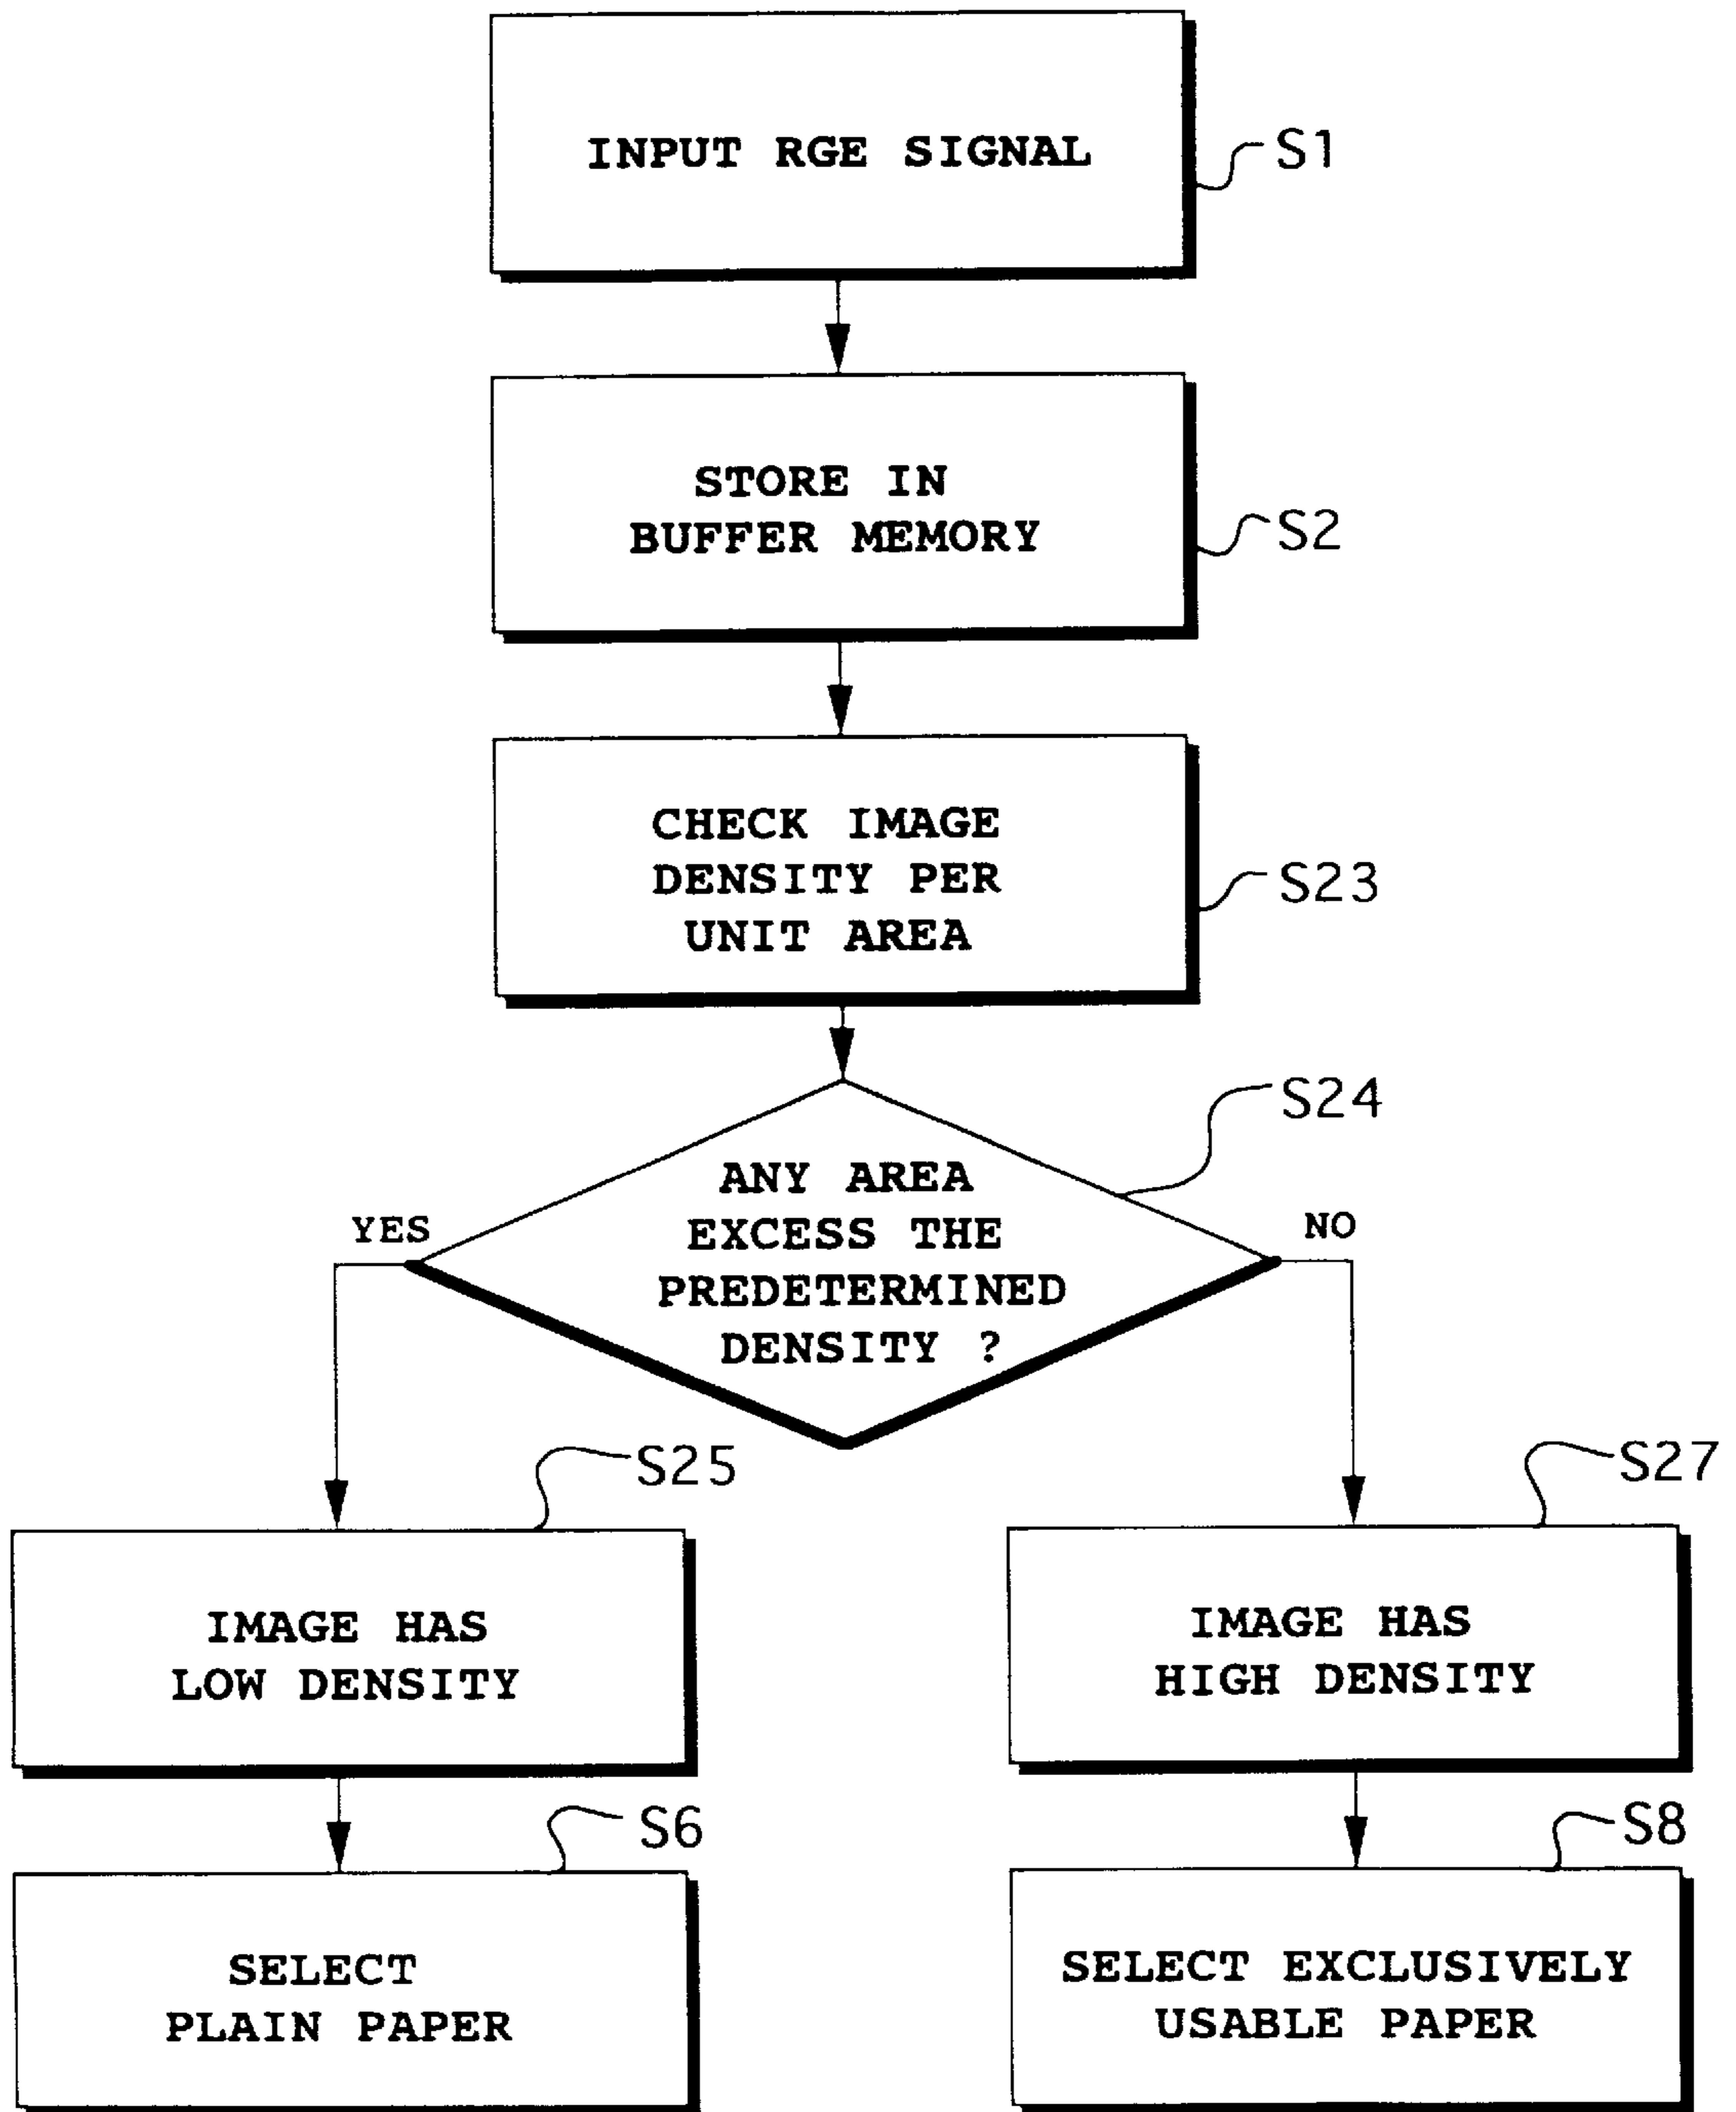 INPUT RGE SIGNAL
S1
STORE IN
BUFFER MEMORY
S2
CHECK IMAGE
DENSITY PER
UNIT AREA
S23
S24
ANY AREA
EXCESS THE
PREDETERMINED
DENSITY ?
YES
NO
S25
S27
IMAGE HAS
LOW DENSITY
IMAGE HAS
HIGH DENSITY
S6
S8
SELECT
PLAIN PAPER
SELECT EXCLUSIVELY
USABLE PAPER